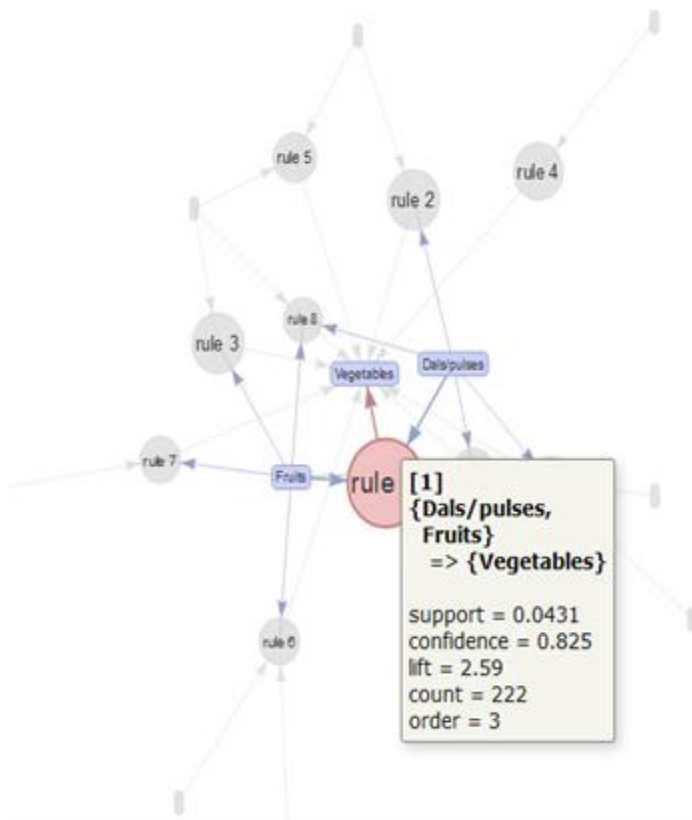 rule 5
rule 4
rule 2
rule 8
rule 3
Vegetables
Dals/pulses
rule 7
Fruits
rule
[1]
{Dals/pulses,
Fruits}
=> {Vegetables}
support = 0.0431
confidence = 0.825
lift = 2.59
count = 222
order = 3
rule 6